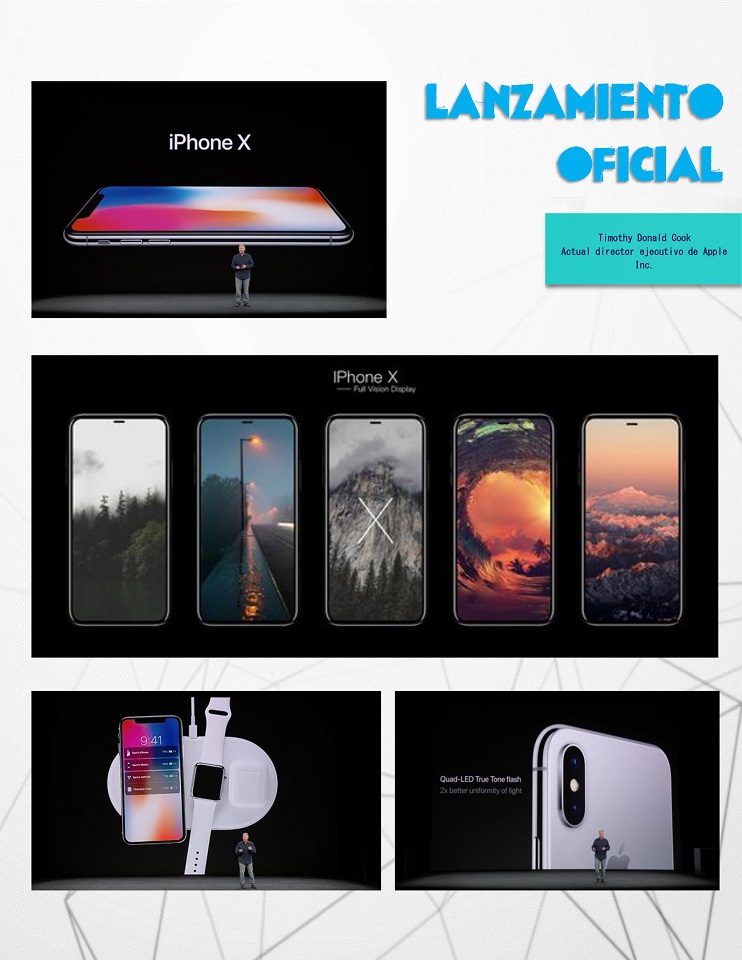 LANZAMIENTO
OFICIAL
Timothy Donald Cook
Actual director ejecutivo de Apple
Inc.
iPhone X
IPhone X
Full Vision Display
X
9:41
Quad-LED True Tone flash
2x better uniformity of light